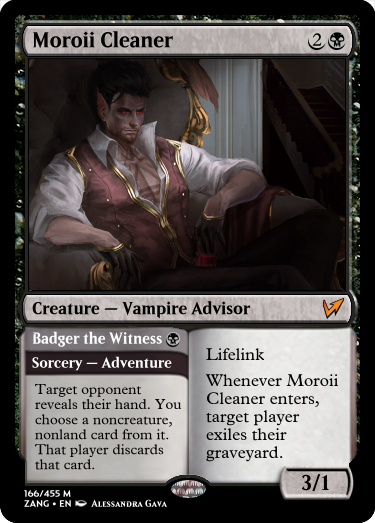 Moroii Cleaner 2
Creature — Vampire Advisor
Badger the Witness
Sorcery — Adventure
Target opponent
reveals their hand. You
choose a noncreature,
nonland card from it.
That player discards
that card.
Lifelink
Whenever Moroii
Cleaner enters,
target player
exiles their
graveyard.
3/1
166/455 M
ZANG • EN Alessandra Gava